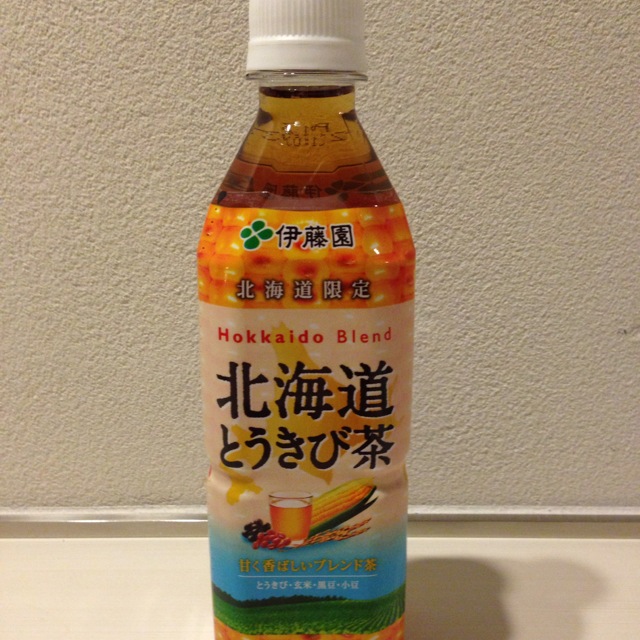 伊藤園
北海道限定
Hokkaido Blend
北海道
とうきび茶
甘く香ばしいブレンド茶
とうきび・玄米・黒豆・小豆